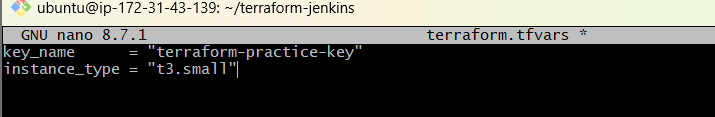 ubuntu@ip-172-31-43-139: ~/terraform-jenkins
GNU nano 8.7.1 terraform.tfvars *
key_name = "terraform-practice-key"
instance_type = "t3.small"